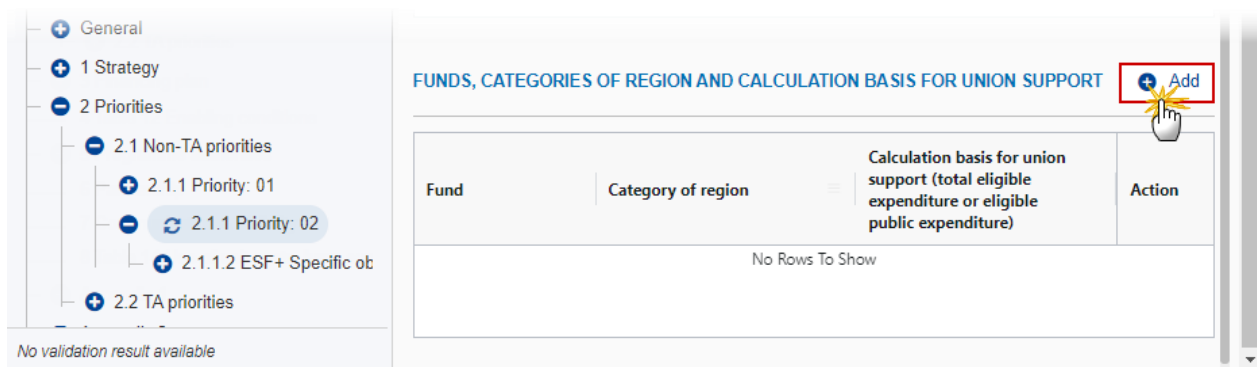 General
1 Strategy
2 Priorities
2.1 Non-TA priorities
2.1.1 Priority: 01
2.1.1 Priority: 02
2.1.1.2 ESF+ Specific ob
2.2 TA priorities
No validation result available
FUNDS, CATEGORIES OF REGION AND CALCULATION BASIS FOR UNION SUPPORT
Add
Fund
Category of region
Calculation basis for union
support (total eligible
expenditure or eligible
public expenditure)
Action
No Rows To Show